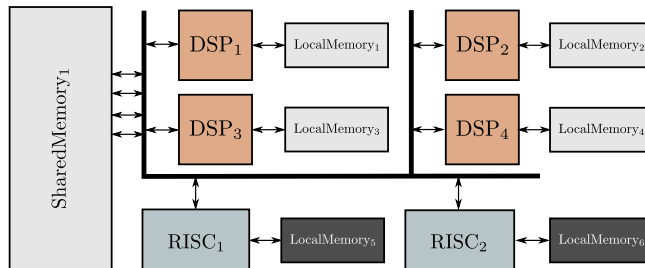 SharedMemory₁
DSP₁
LocalMemory₁
DSP₂
LocalMemory₂
DSP₃
LocalMemory₃
DSP₄
LocalMemory₄
RISC₁
LocalMemory₅
RISC₂
LocalMemory₆